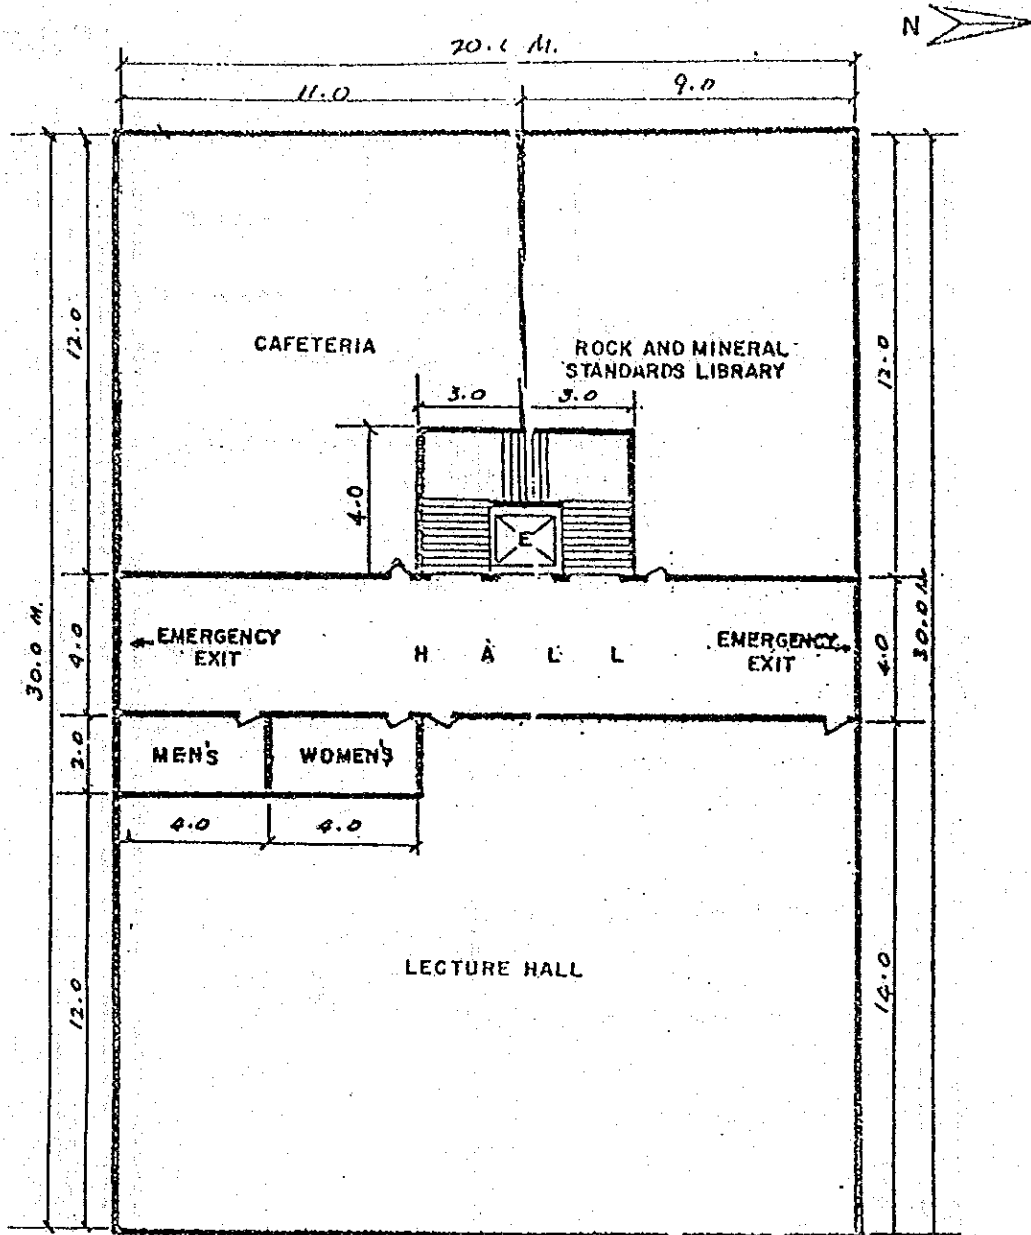 N
20.0 M.
11.0
9.0
12.0
12.0
CAFETERIA
ROCK AND MINERAL
STANDARDS LIBRARY
3.0
3.0
4.0
E
30.0 M.
4.0
EMERGENCY
EXIT
HALL
EMERGENCY
EXIT
4.0
30.0 M
2.0
MEN'S
WOMEN'S
4.0
4.0
LECTURE HALL
12.0
14.0